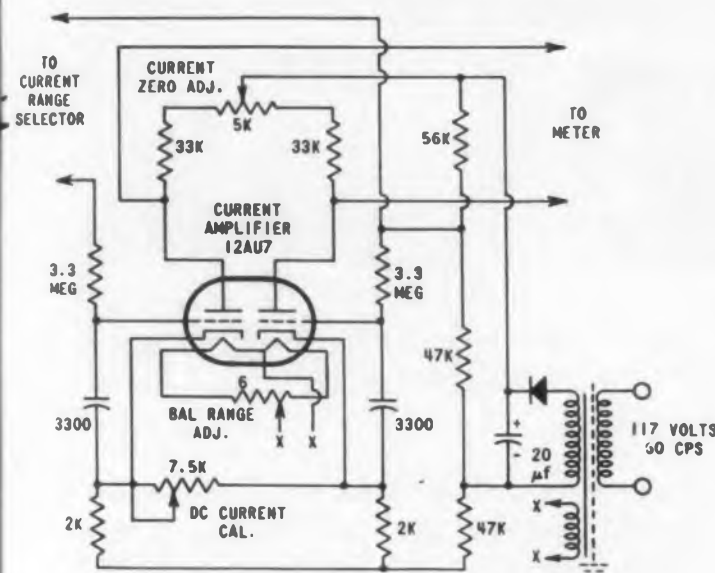 TO
CURRENT
RANGE
SELECTOR
CURRENT
ZERO ADJ.
5K
33K
33K
56K
TO
METER
CURRENT
AMPLIFIER
12AU7
3.3
MEG
3.3
MEG
47K
6
BAL RANGE
ADJ.
X
X
3300
3300
+
-
20
μf
117 VOLTS
60 CPS
7.5K
DC CURRENT
CAL.
2K
2K
47K
X
X